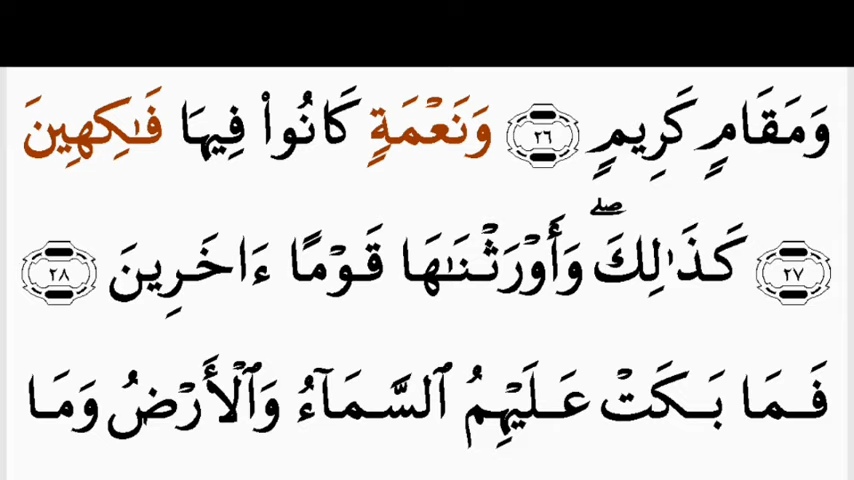 وَمَقَامٍ كَرِيمٍ ٢٦ وَنَعْمَةٍ كَانُوا۟ فِيهَا فَـٰكِهِينَ
٢٧ كَذَٰلِكَ ۖ وَأَوْرَثْنَـٰهَا قَوْمًا ءَاخَرِينَ ٢٨
فَمَا بَكَتْ عَلَيْهِمُ ٱلسَّمَآءُ وَٱلْأَرْضُ وَمَا